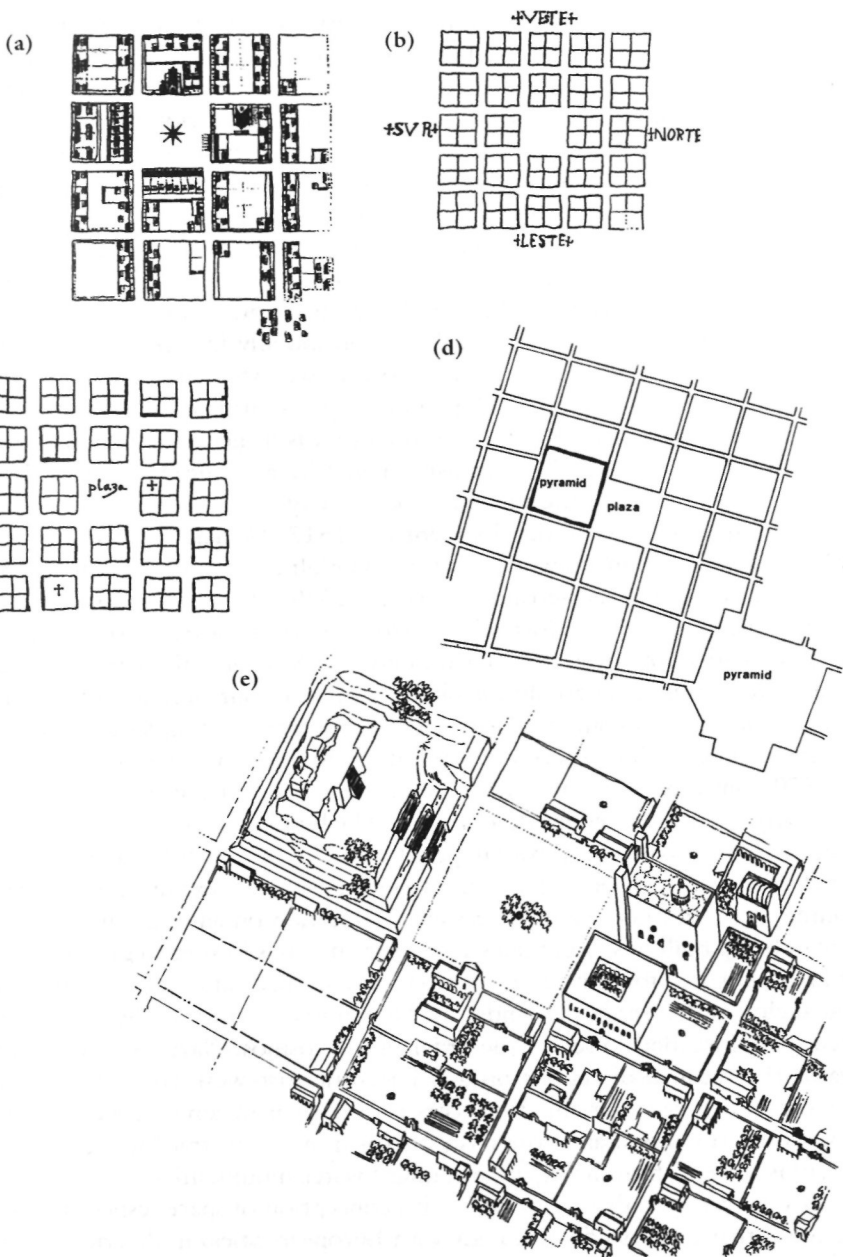 (a)
(b)
+VESTE+
+SVR+
+NORTE
+LESTE+
plaza
(d)
pyramid
plaza
pyramid
(e)